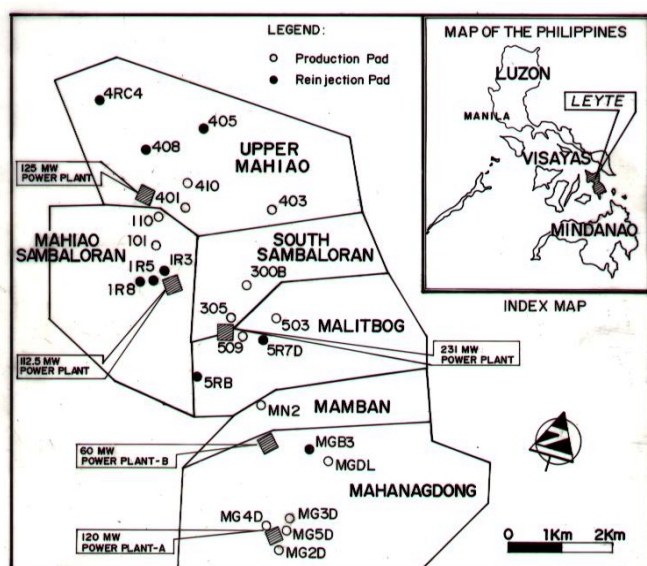 LEGEND:
Production Pad
Reinjection Pad
MAP OF THE PHILIPPINES
LUZON
LEYTE
MANILA
VISAYAS
MINDANAO
INDEX MAP
4RC4
405
408
UPPER
MAHIAO
125 MW
POWER PLANT
410
401
403
110
MAHIAO
SAMBALORAN
101
SOUTH
SAMBALORAN
1R5
1R3
1R8
300B
305
503
MALITBOG
509
5R7D
112.5 MW
POWER PLANT
231 MW
POWER PLANT
5RB
MN2
MAMBAN
60 MW
POWER PLANT-B
MGB3
MGDL
MAHANAGDONG
MG4D
MG3D
MG5D
MG2D
120 MW
POWER PLANT-A
N
0 1Km 2Km